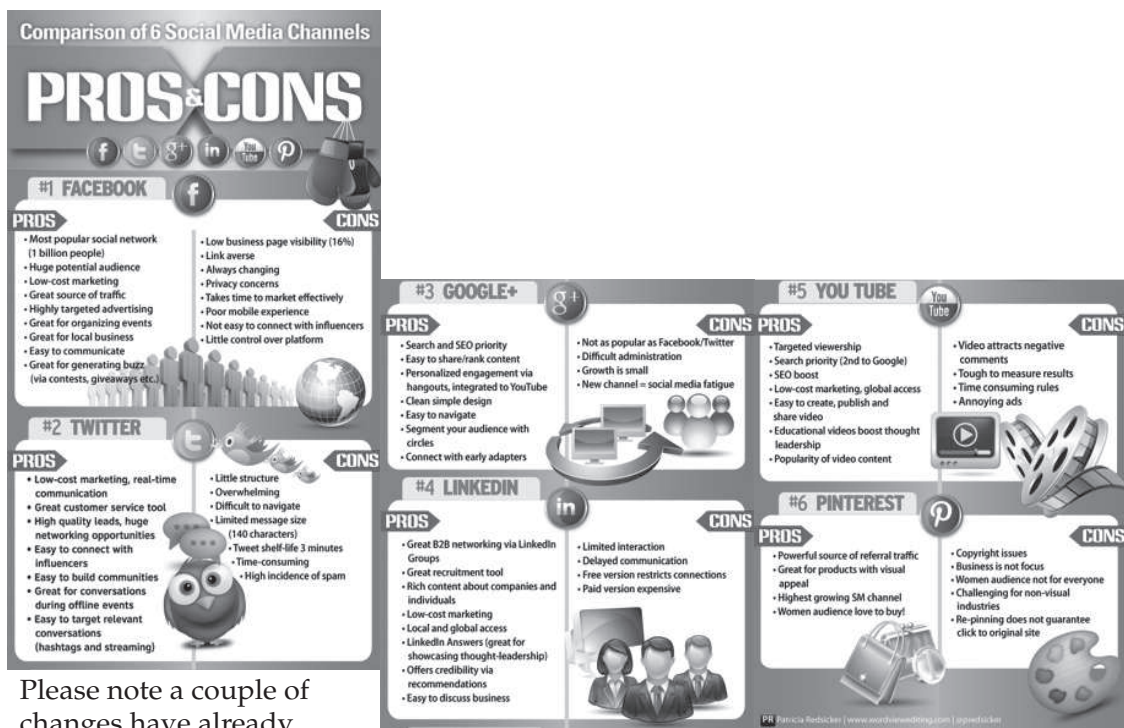 Comparison of 6 Social Media Channels
PROS & CONS
f t g+ in You Tube P
#1 FACEBOOK
f
PROS
• Most popular social network
(1 billion people)
• Huge potential audience
• Low-cost marketing
• Great source of traffic
• Highly targeted advertising
• Great for organizing events
• Great for local business
• Easy to communicate
• Great for generating buzz
(via contests, giveaways etc.)
CONS
• Low business page visibility (16%)
• Link averse
• Always changing
• Privacy concerns
• Takes time to market effectively
• Poor mobile experience
• Not easy to connect with influencers
• Little control over platform
#2 TWITTER
t
PROS
• Low-cost marketing, real-time
communication
• Great customer service tool
• High quality leads, huge
networking opportunities
• Easy to connect with
influencers
• Easy to build communities
• Great for conversations
during offline events
• Easy to target relevant
conversations
(hashtags and streaming)
CONS
• Little structure
• Overwhelming
• Difficult to navigate
• Limited message size
(140 characters)
• Tweet shelf-life 3 minutes
• Time-consuming
• High incidence of spam
Please note a couple of
changes have already
#3 GOOGLE+
g+
PROS
• Search and SEO priority
• Easy to share/rank content
• Personalized engagement via
hangouts, integrated to YouTube
• Clean simple design
• Easy to navigate
• Segment your audience with
circles
• Connect with early adapters
CONS
• Not as popular as Facebook/Twitter
• Difficult administration
• Growth is small
• New channel = social media fatigue
#4 LINKEDIN
in
PROS
• Great B2B networking via LinkedIn
Groups
• Great recruitment tool
• Rich content about companies and
individuals
• Low-cost marketing
• Local and global access
• LinkedIn Answers (great for
showcasing thought-leadership)
• Offers credibility via
recommendations
• Easy to discuss business
CONS
• Limited interaction
• Delayed communication
• Free version restricts connections
• Paid version expensive
#5 YOU TUBE
You
Tube
PROS
• Targeted viewership
• Search priority (2nd to Google)
• SEO boost
• Low-cost marketing, global access
• Easy to create, publish and
share video
• Educational videos boost thought
leadership
• Popularity of video content
CONS
• Video attracts negative
comments
• Tough to measure results
• Time consuming rules
• Annoying ads
#6 PINTEREST
P
PROS
• Powerful source of referral traffic
• Great for products with visual
appeal
• Highest growing SM channel
• Women audience love to buy!
CONS
• Copyright issues
• Business is not focus
• Women audience not for everyone
• Challenging for non-visual
industries
• Re-pinning does not guarantee
click to original site
PR Patricia Redsicker | www.wordviewediting.com | @predsicker